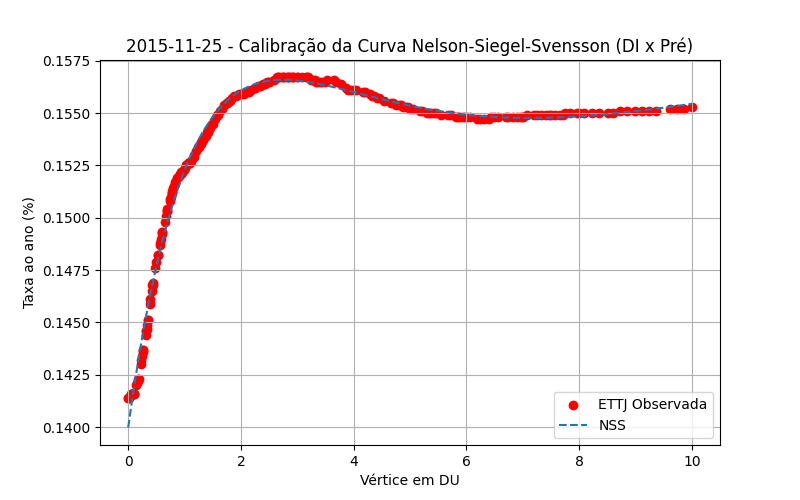 2015-11-25 - Calibração da Curva Nelson-Siegel-Svensson (DI x Pré)
0.1575
0.1550
0.1525
0.1500
0.1475
0.1450
0.1425
0.1400
Taxa ao ano (%)
ETTJ Observada
NSS
0 2 4 6 8 10
Vértice em DU